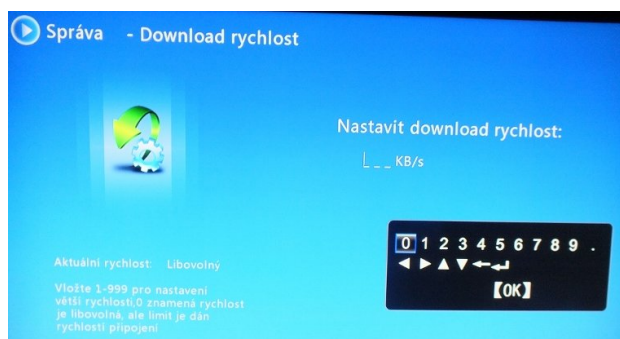 Správa - Download rychlost
Nastavit download rychlost:
_ _ _ KB/s
0 1 2 3 4 5 6 7 8 9 .
◀ ▶ ▲ ▼ ← ↵
【OK】
Aktuální rychlost: Libovolný
Vložte 1-999 pro nastavení
větší rychlosti,0 znamená rychlost
je libovolná, ale limit je dán
rychlostí připojení